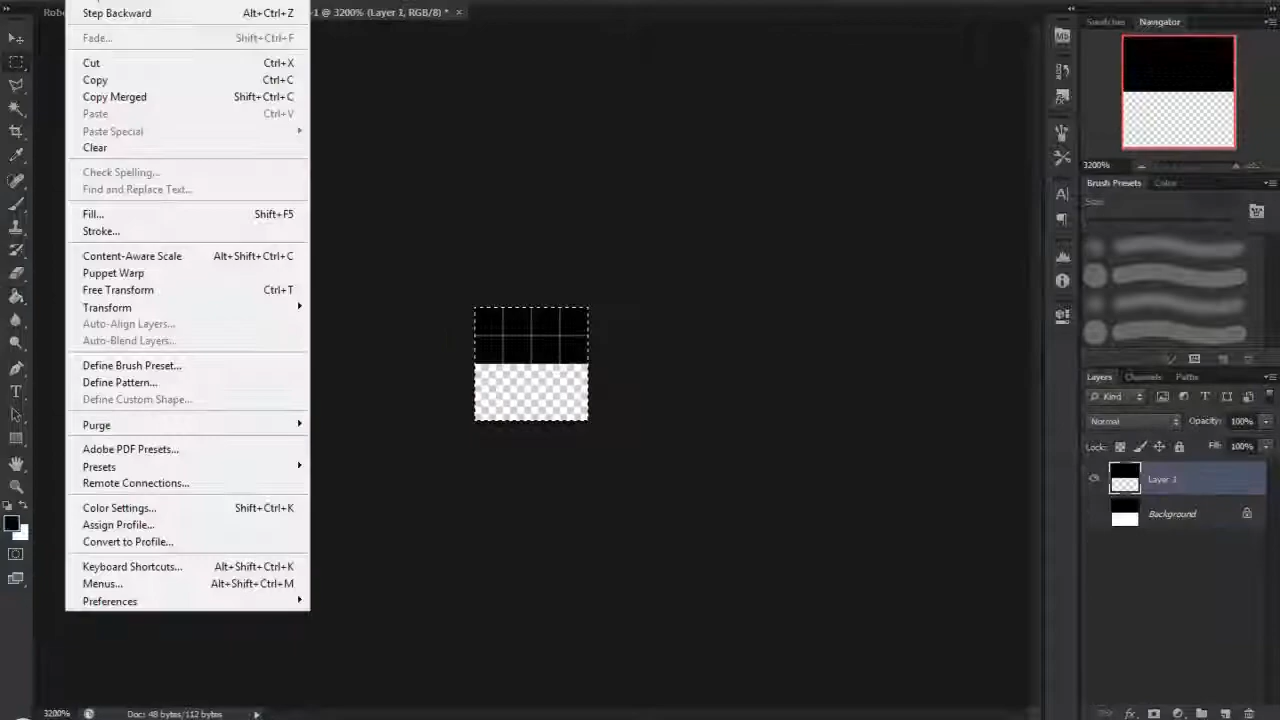 Step Backward Alt+Ctrl+Z
-1 @ 3200% (Layer 1, RGB/8) * ×
Swatches Navigator
Fade... Shift+Ctrl+F
Cut Ctrl+X
Copy Ctrl+C
Copy Merged Shift+Ctrl+C
Paste Ctrl+V
Paste Special
Clear
3200%
Check Spelling...
Find and Replace Text...
Brush Presets Color
Size:
Fill... Shift+F5
Stroke...
Content-Aware Scale Alt+Shift+Ctrl+C
Puppet Warp
Free Transform Ctrl+T
Transform
Auto-Align Layers...
Auto-Blend Layers...
Define Brush Preset...
Define Pattern...
Define Custom Shape...
Layers Channels Paths
Kind
Normal Opacity: 100%
Purge
Lock: Fill: 100%
Adobe PDF Presets...
Presets
Remote Connections...
Layer 1
Color Settings... Shift+Ctrl+K
Background
Assign Profile...
Convert to Profile...
Keyboard Shortcuts... Alt+Shift+Ctrl+K
Menus... Alt+Shift+Ctrl+M
Preferences
3200% Doc: 48 bytes/112 bytes